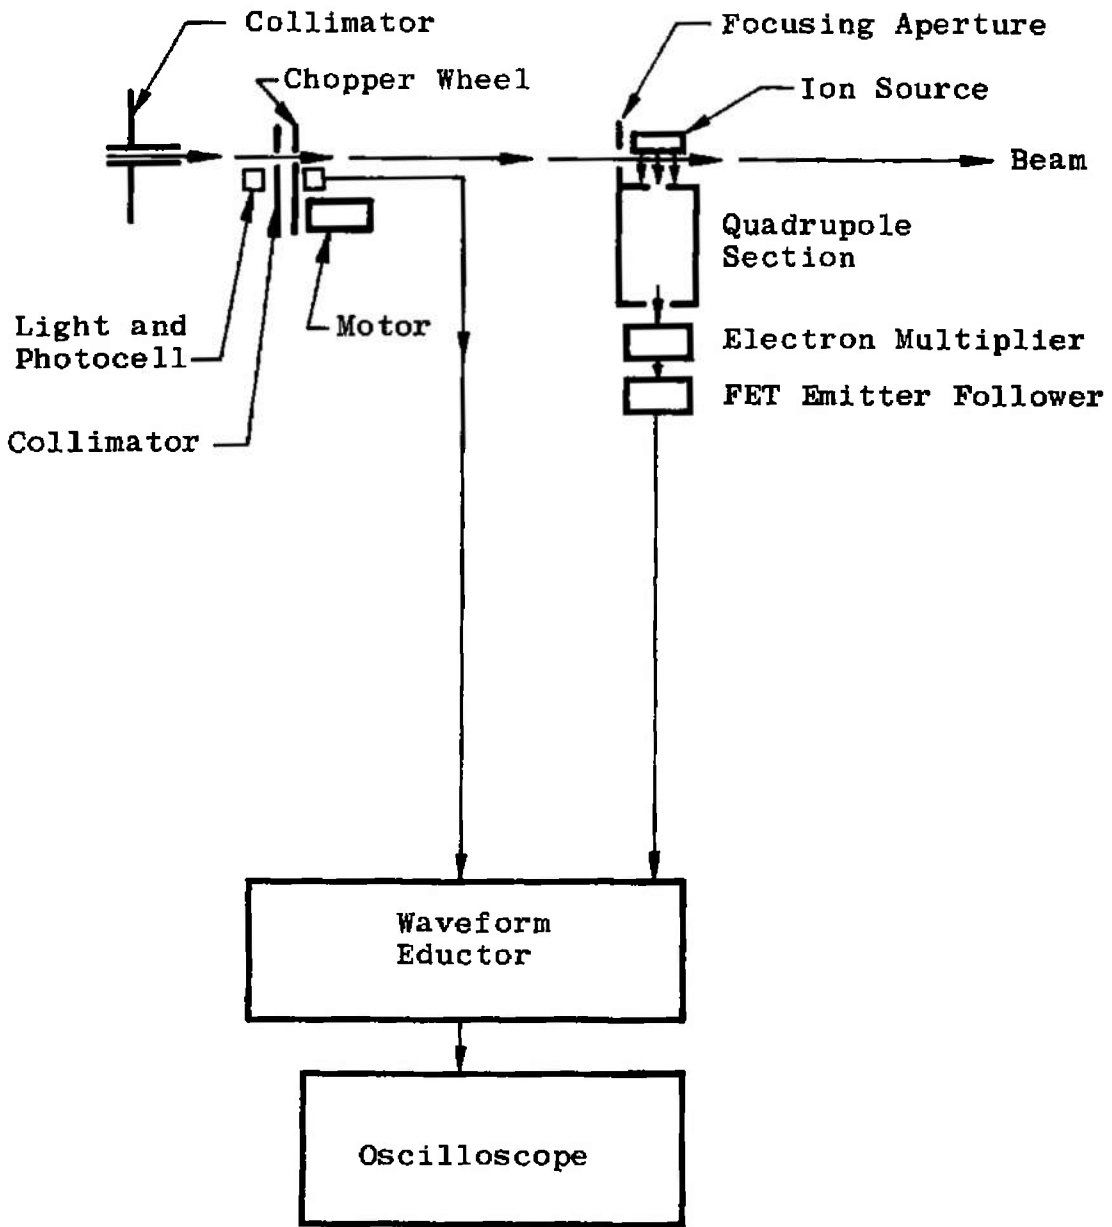 Collimator
Focusing Aperture
Chopper Wheel
Ion Source
Beam
Quadrupole
Section
Light and
Photocell
Motor
Electron Multiplier
FET Emitter Follower
Collimator
Waveform
Eductor
Oscilloscope